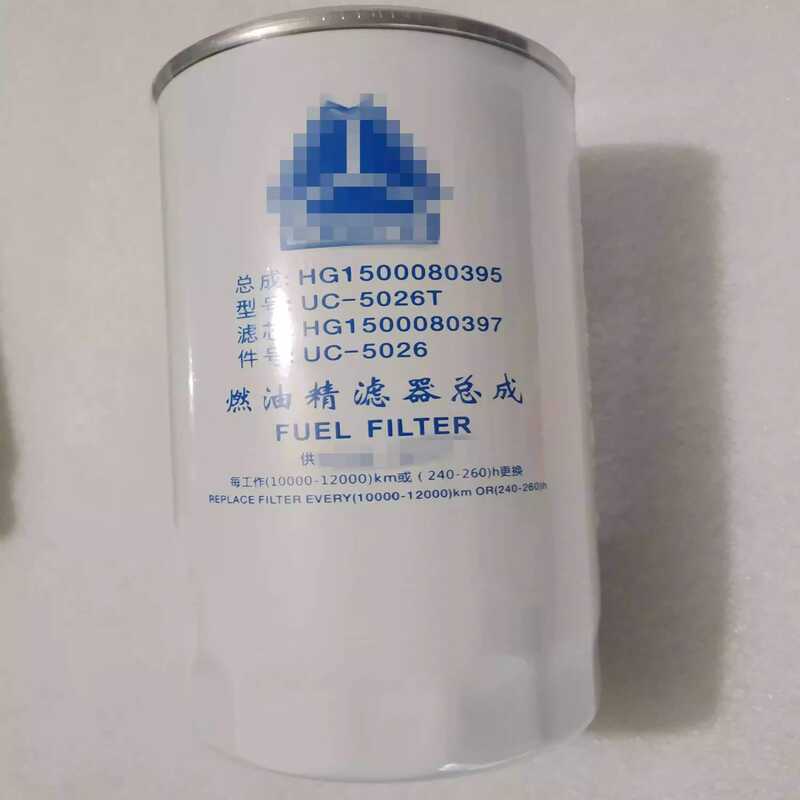 总成:HG1500080395
型号:UC-5026T
滤芯:HG1500080397
件号:UC-5026
燃油精滤器总成
FUEL FILTER
供
每工作(10000-12000)km或(240-260)h更换
REPLACE FILTER EVERY(10000-12000)km OR(240-260)h